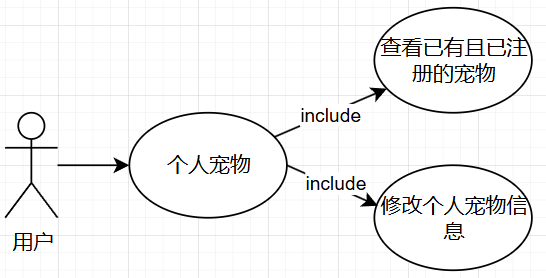 查看已有且已注
册的宠物
include
个人宠物
include
修改个人宠物信
息
用户